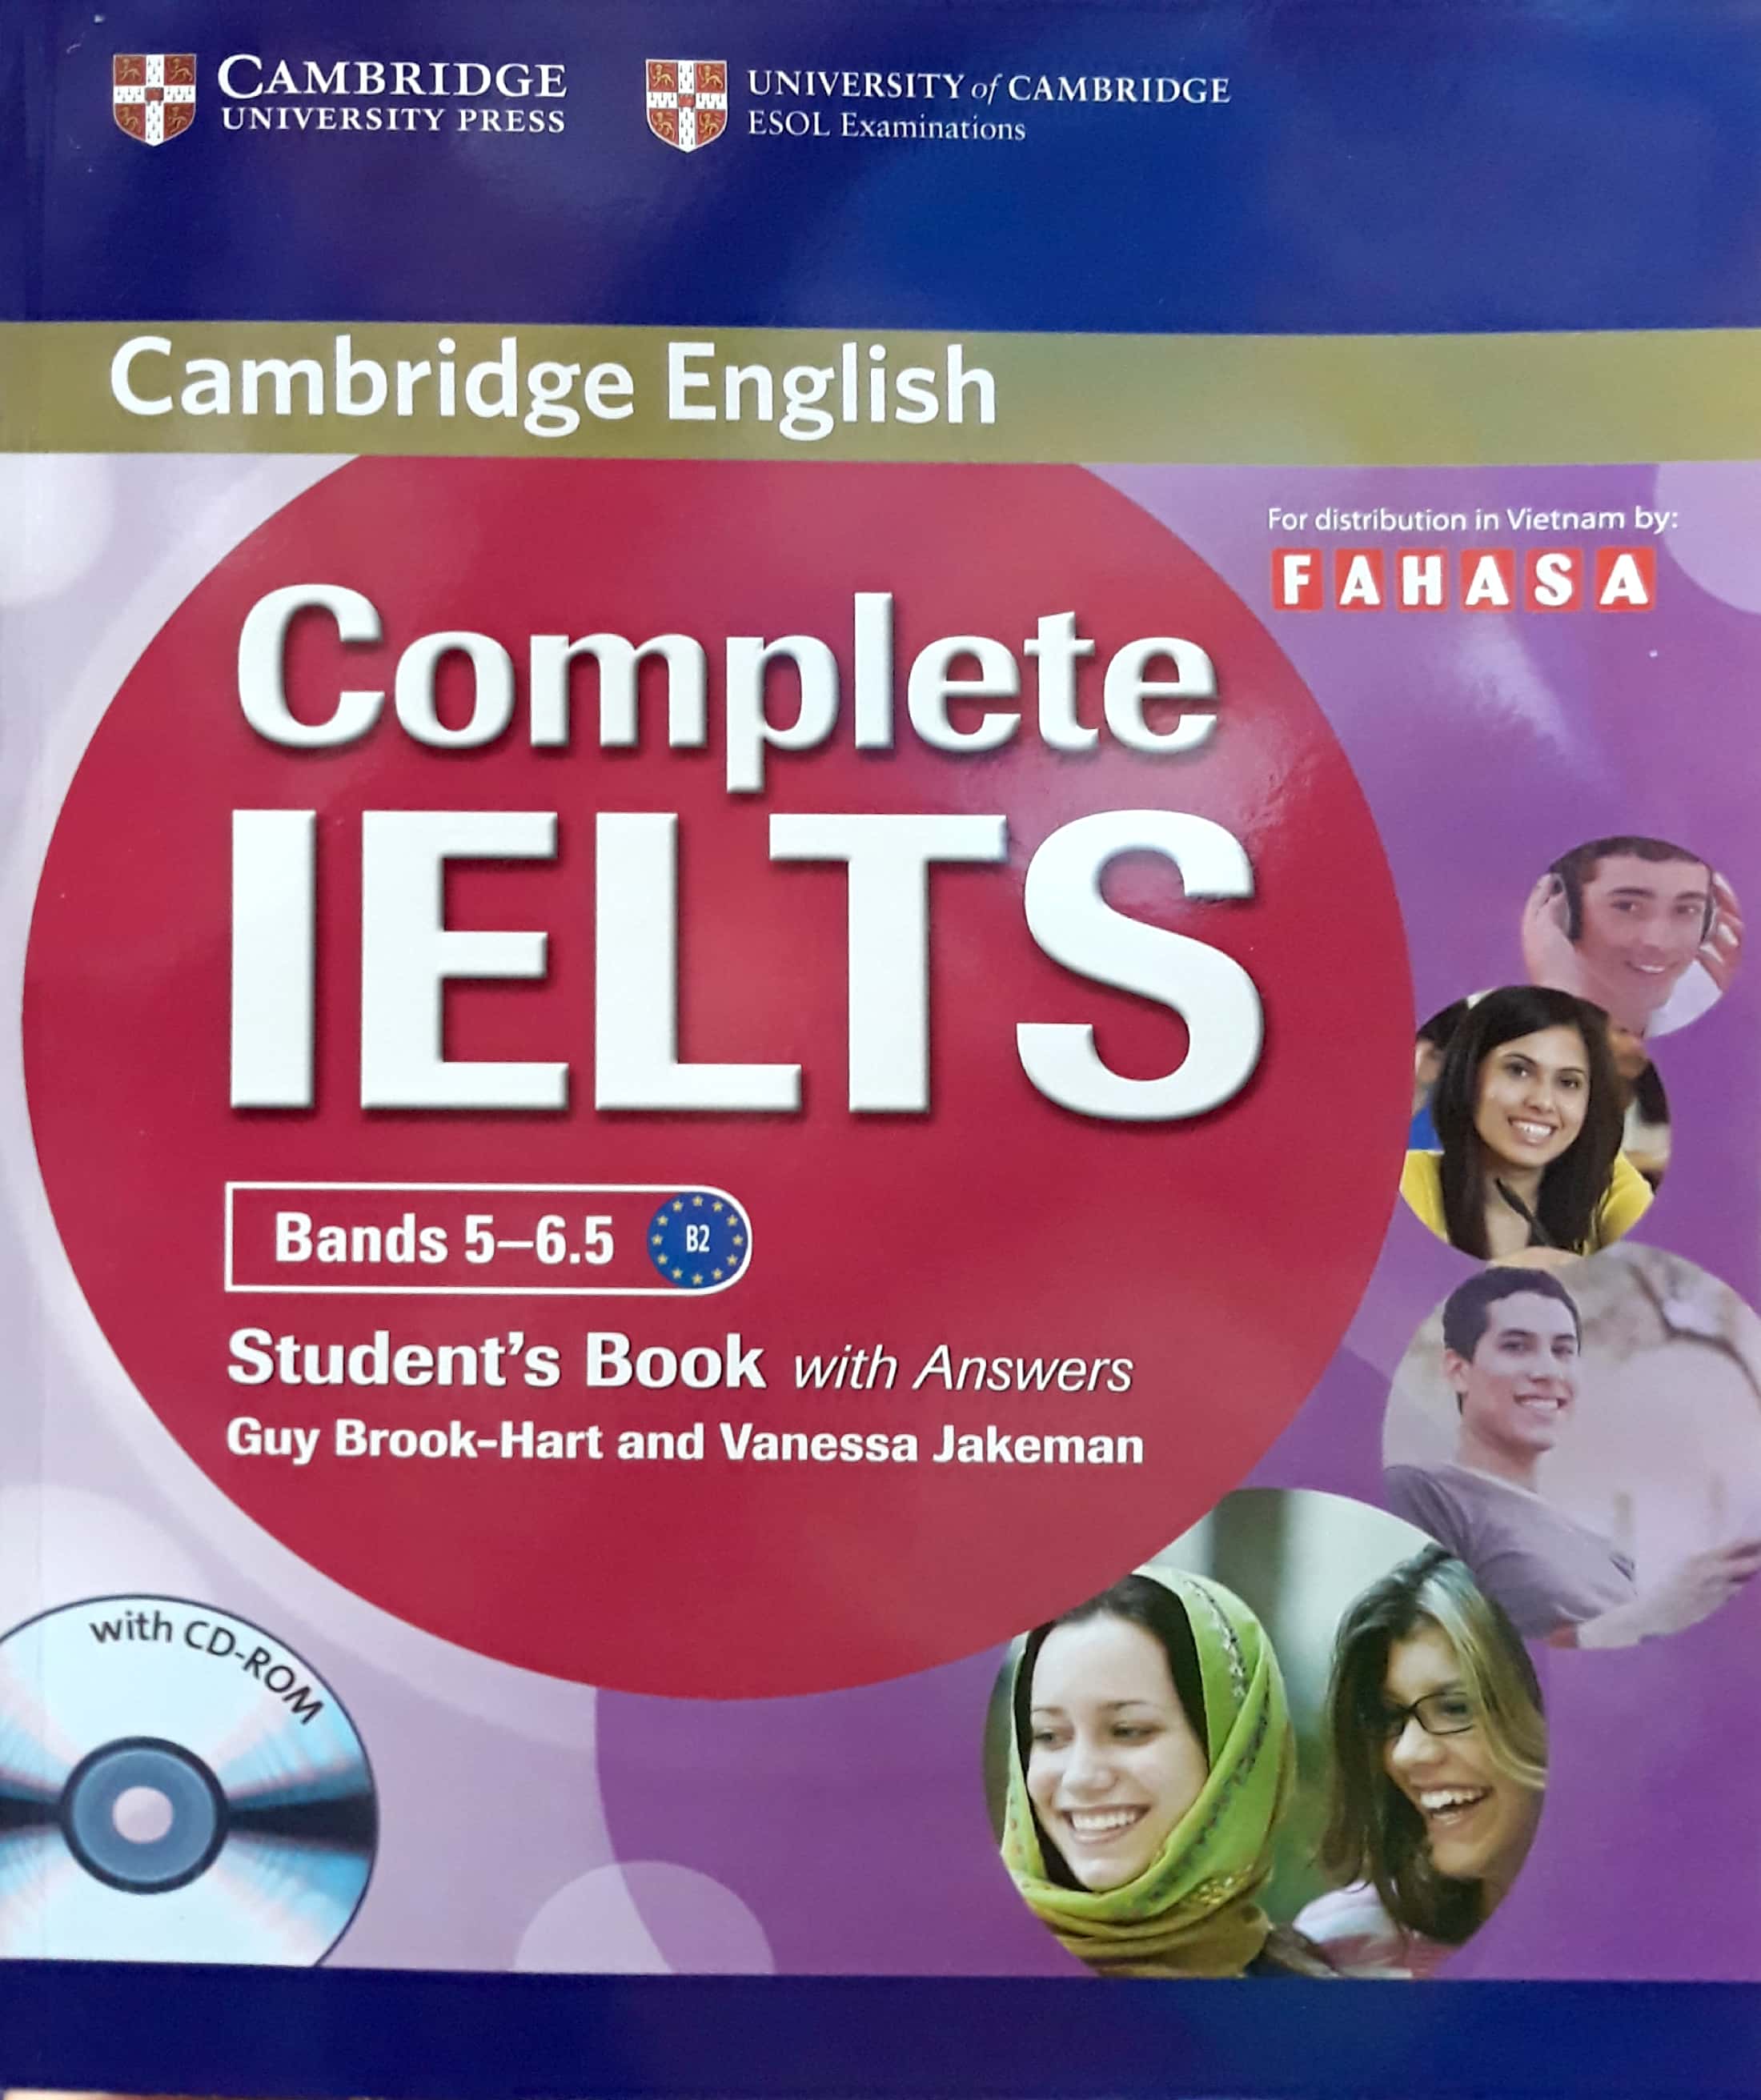 CAMBRIDGE
UNIVERSITY PRESS
UNIVERSITY of CAMBRIDGE
ESOL Examinations
Cambridge English
For distribution in Vietnam by:
FAHASA
Complete
IELTS
Bands 5–6.5
B2
Student's Book with Answers
Guy Brook-Hart and Vanessa Jakeman
with CD-ROM